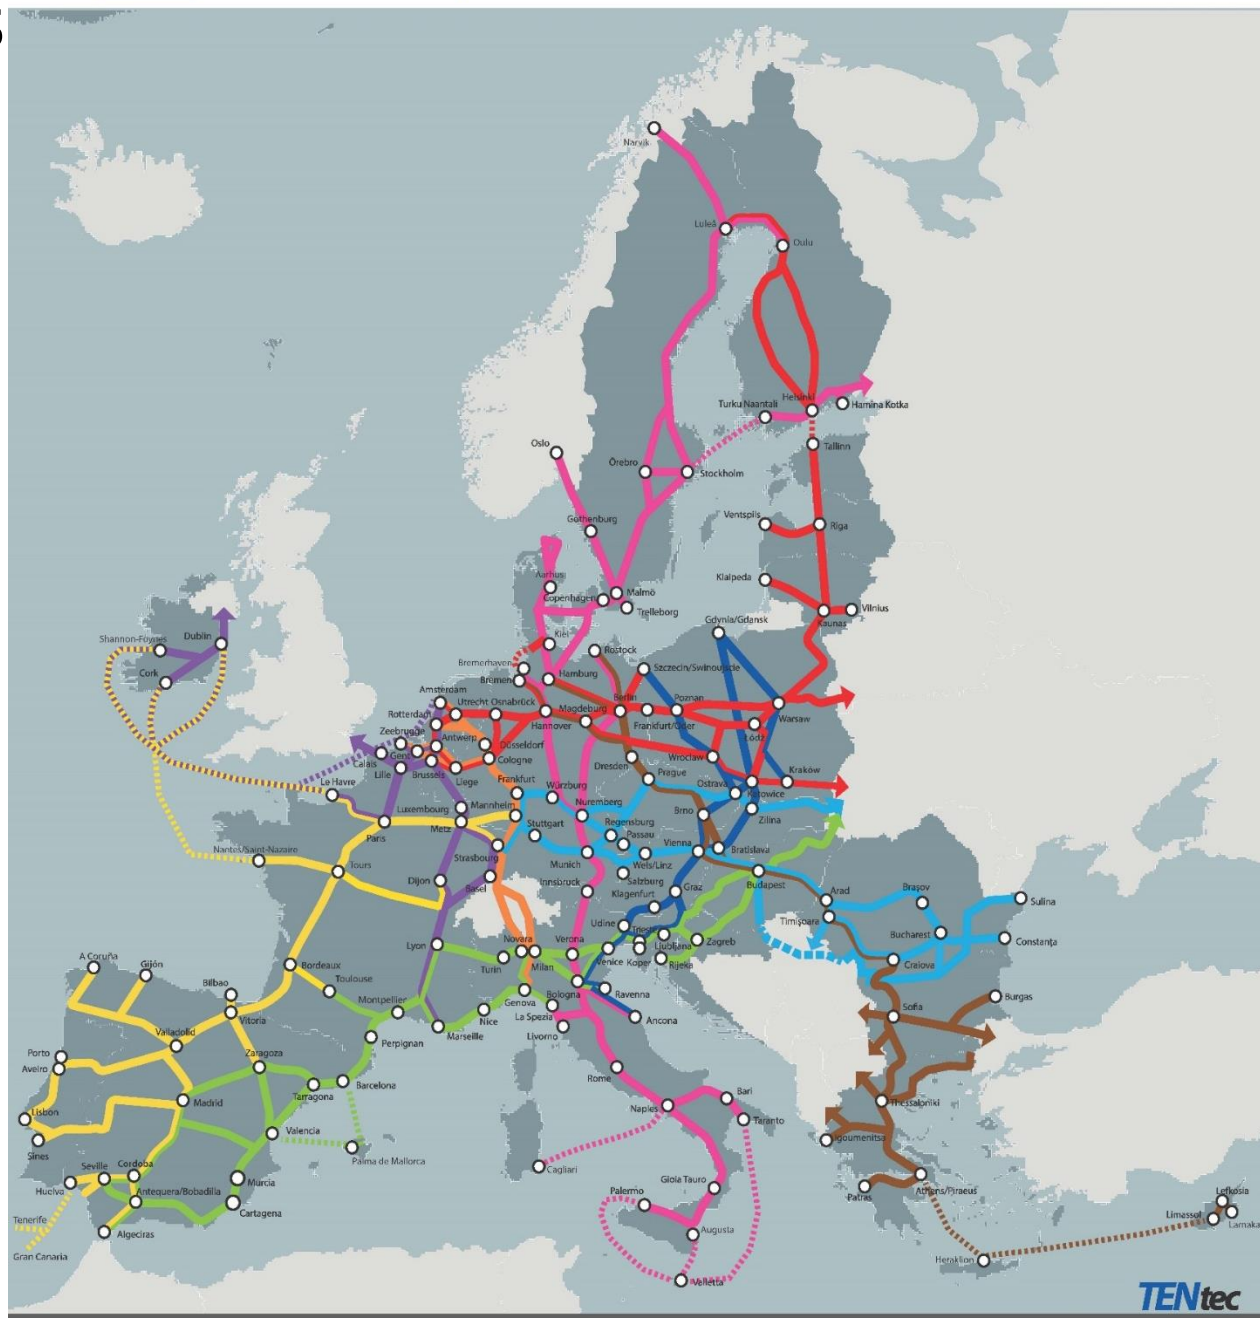 Narvik
Luleå
Oulu
Turku Naantali
Helsinki
Hamina Kotka
Oslo
Tallinn
Örebro
Stockholm
Ventspils
Riga
Gothenburg
Aarhus
Klaipeda
Copenhagen
Malmö
Trelleborg
Kaunas
Vilnius
Gdynia/Gdansk
Shannon-Foynes
Dublin
Cork
Kiel
Rostock
Bremerhaven
Bremen
Hamburg
Szczecin/Swinoujscie
Amsterdam
Rotterdam
Utrecht
Osnabrück
Magdeburg
Berlin
Poznan
Warsaw
Hannover
Frankfurt/Oder
Łódź
Zeebrugge
Antwerp
Düsseldorf
Calais
Gent
Cologne
Lille
Brussels
Liege
Dresden
Wroclaw
Le Havre
Frankfurt
Würzburg
Prague
Ostrava
Katowice
Kraków
Luxembourg
Mannheim
Nuremberg
Paris
Metz
Stuttgart
Regensburg
Passau
Brno
Zilina
Nantes/Saint-Nazaire
Strasbourg
Munich
Wels/Linz
Vienna
Bratislava
Tours
Dijon
Basel
Innsbruck
Salzburg
Klagenfurt
Graz
Budapest
Arad
Braşov
Sulina
Timişoara
Udine
Trieste
Ljubljana
Zagreb
Bucharest
Constanţa
Lyon
Novara
Milan
Verona
Venice
Koper
Rijeka
Craiova
A Coruña
Gijón
Bordeaux
Turin
Bilbao
Toulouse
Montpellier
Genova
Bologna
Ravenna
Burgas
Vitoria
Nice
La Spezia
Sofia
Valladolid
Perpignan
Marseille
Livorno
Ancona
Porto
Aveiro
Zaragoza
Rome
Barcelona
Tarragona
Bari
Lisbon
Madrid
Naples
Taranto
Thessaloniki
Sines
Valencia
Igoumenitsa
Palma de Mallorca
Cagliari
Seville
Cordoba
Huelva
Antequera/Bobadilla
Murcia
Cartagena
Gioia Tauro
Palermo
Patras
Athens/Piraeus
Lefkosia
Limassol
Larnaka
Tenerife
Gran Canaria
Algeciras
Augusta
Heraklion
Valletta
TENtec